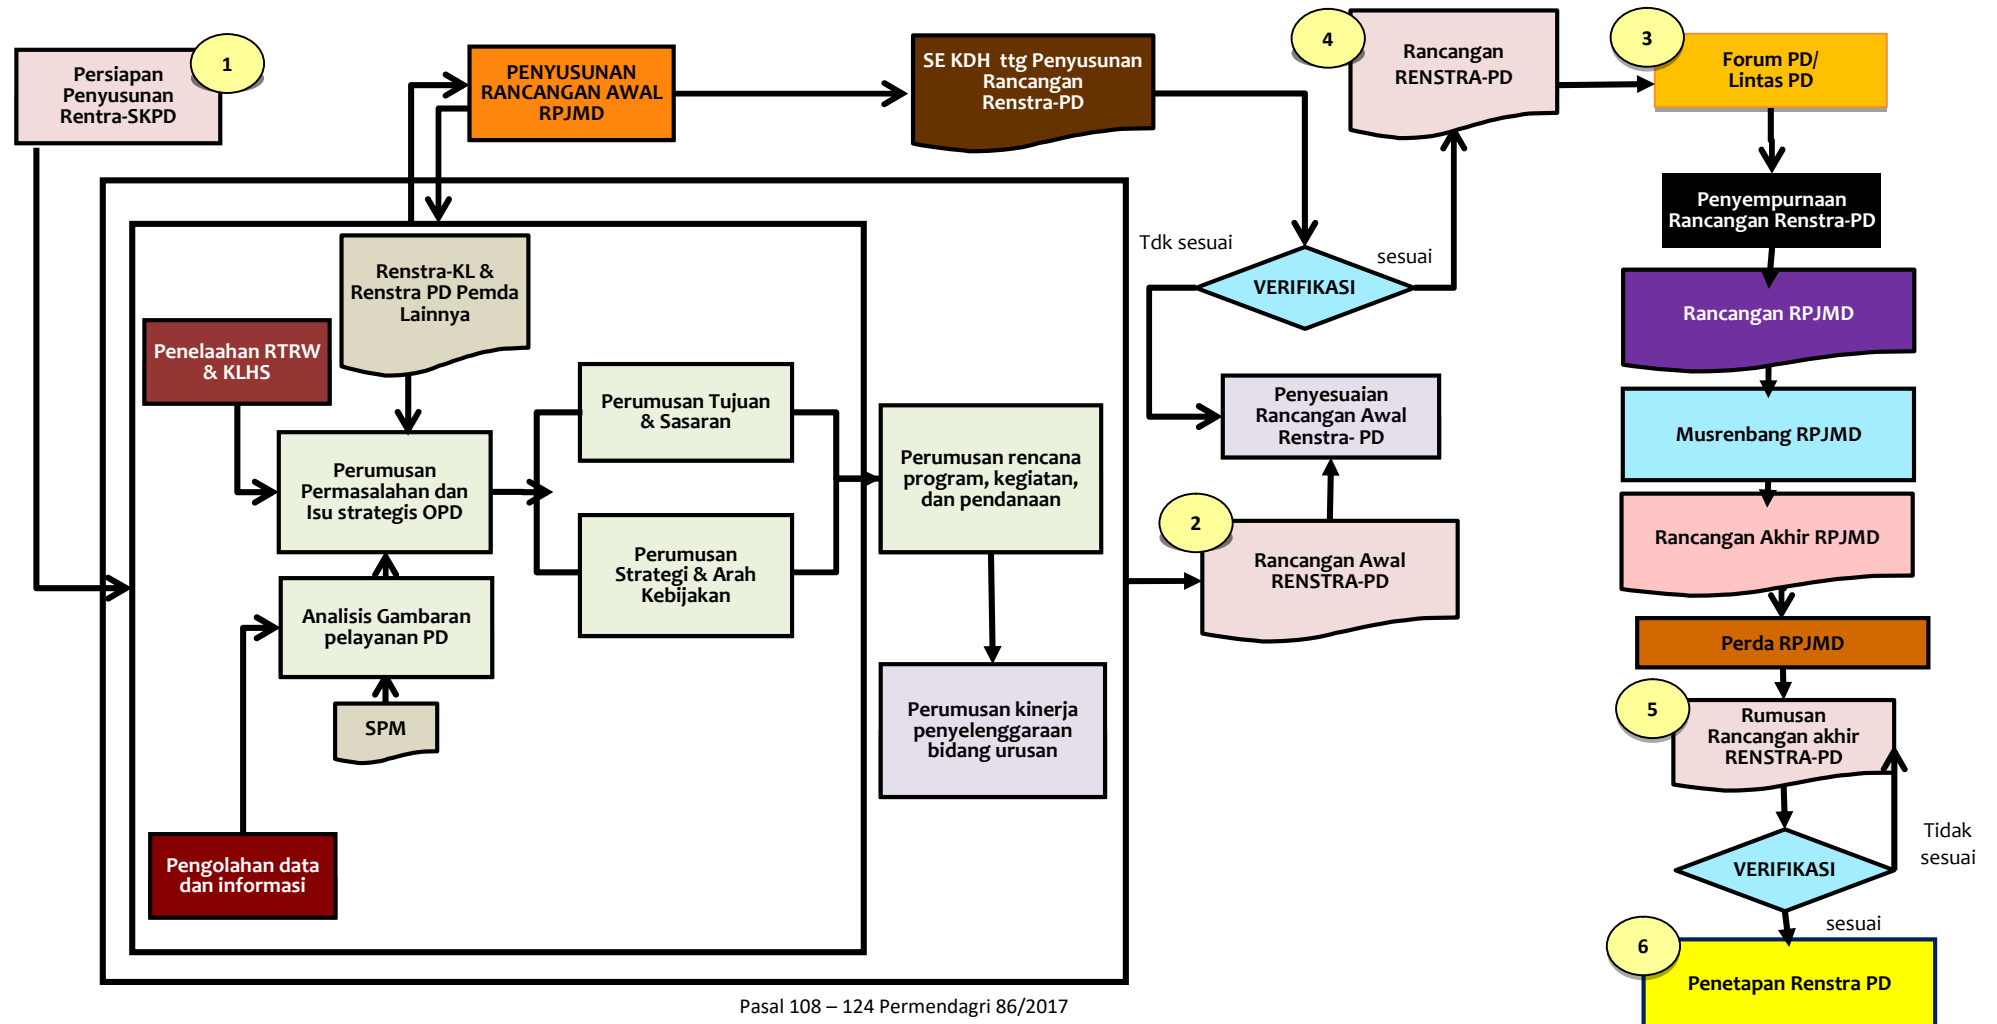 1
Persiapan
Penyusunan
Rentra-SKPD
PENYUSUNAN
RANCANGAN AWAL
RPJMD
SE KDH ttg Penyusunan
Rancangan
Renstra-PD
4
Rancangan
RENSTRA-PD
3
Forum PD/
Lintas PD
Penyempurnaan
Rancangan Renstra-PD
Tdk sesuai
sesuai
VERIFIKASI
Renstra-KL &
Renstra PD Pemda
Lainnya
Penelaahan RTRW
& KLHS
Perumusan Tujuan
& Sasaran
Perumusan
Permasalahan dan
Isu strategis OPD
Perumusan
Strategi & Arah
Kebijakan
Analisis Gambaran
pelayanan PD
SPM
Pengolahan data
dan informasi
Perumusan rencana
program, kegiatan,
dan pendanaan
Perumusan kinerja
penyelenggaraan
bidang urusan
Penyesuaian
Rancangan Awal
Renstra- PD
2
Rancangan Awal
RENSTRA-PD
Rancangan RPJMD
Musrenbang RPJMD
Rancangan Akhir RPJMD
Perda RPJMD
5
Rumusan
Rancangan akhir
RENSTRA-PD
Tidak
sesuai
VERIFIKASI
sesuai
6
Penetapan Renstra PD
Pasal 108 – 124 Permendagri 86/2017